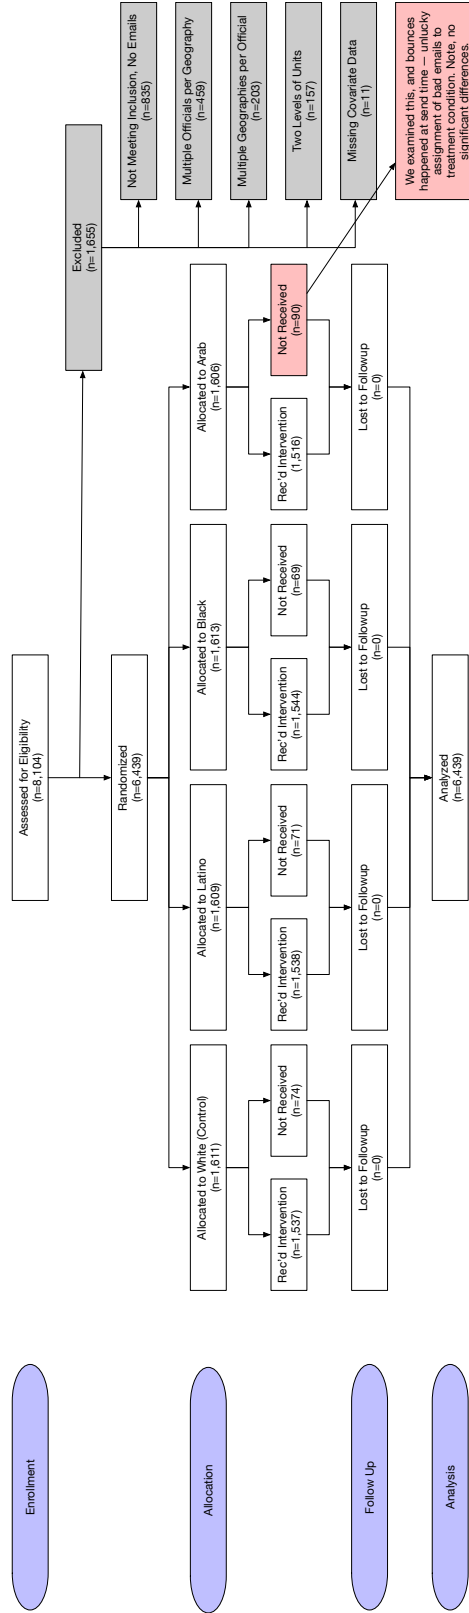 Enrollment
Assessed for Eligibility
(n=8,104)
Excluded
(n=1,655)
Not Meeting Inclusion, No Emails
(n=835)
Multiple Officials per Geography
(n=459)
Multiple Geographies per Official
(n=203)
Two Levels of Units
(n=157)
Missing Covariate Data
(n=11)
Randomized
(n=6,439)
Allocation
Allocated to White (Control)
(n=1,611)
Allocated to Latino
(n=1,609)
Allocated to Black
(n=1,613)
Allocated to Arab
(n=1,606)
Rec'd Intervention
(n=1,537)
Not Received
(n=74)
Rec'd Intervention
(n=1,538)
Not Received
(n=71)
Rec'd Intervention
(n=1,544)
Not Received
(n=69)
Rec'd Intervention
(1,516)
Not Received
(n=90)
We examined this, and bounces
happened at send time — unlucky
assignment of bad emails to
treatment condition. Note, no
significant differences.
Follow Up
Lost to Followup
(n=0)
Lost to Followup
(n=0)
Lost to Followup
(n=0)
Lost to Followup
(n=0)
Analysis
Analyzed
(n=6,439)